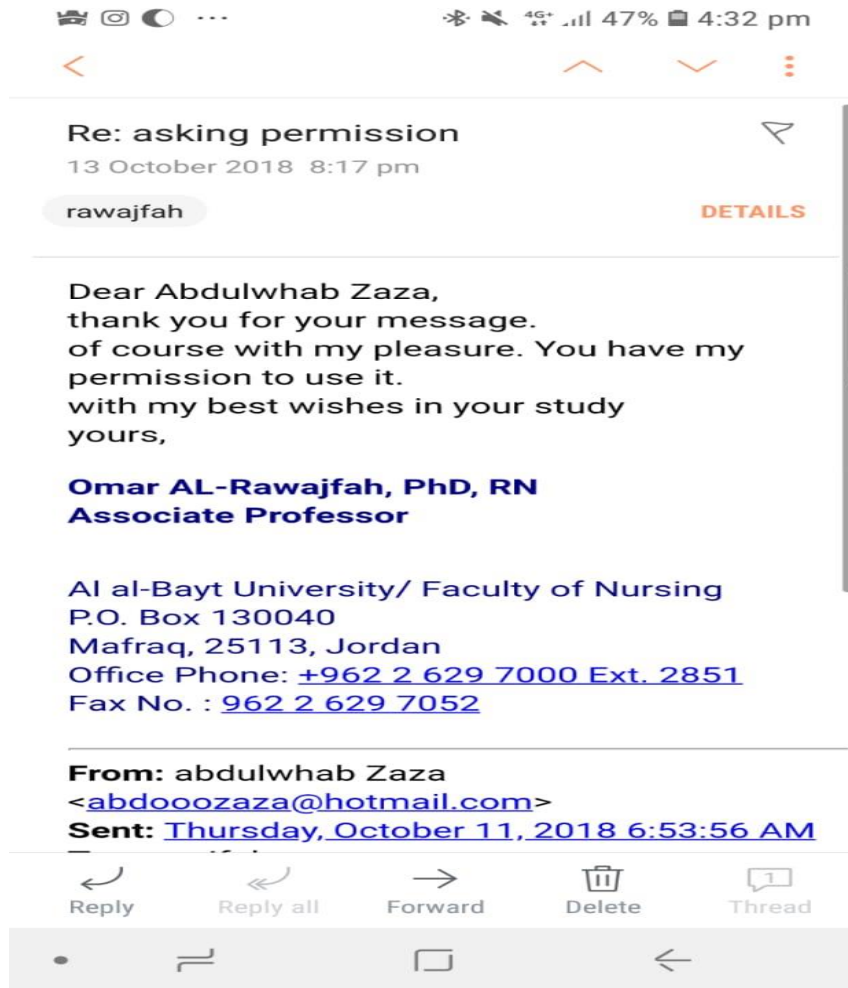 4G+ 47% 4:32 pm
Re: asking permission
13 October 2018 8:17 pm
rawajfah DETAILS
Dear Abdulwhab Zaza,
thank you for your message.
of course with my pleasure. You have my
permission to use it.
with my best wishes in your study
yours,
Omar AL-Rawajfah, PhD, RN
Associate Professor
Al al-Bayt University/ Faculty of Nursing
P.O. Box 130040
Mafraq, 25113, Jordan
Office Phone: +962 2 629 7000 Ext. 2851
Fax No. : 962 2 629 7052
From: abdulwhab Zaza
<abdooozaza@hotmail.com>
Sent: Thursday, October 11, 2018 6:53:56 AM
Reply Reply all Forward Delete 1 Thread